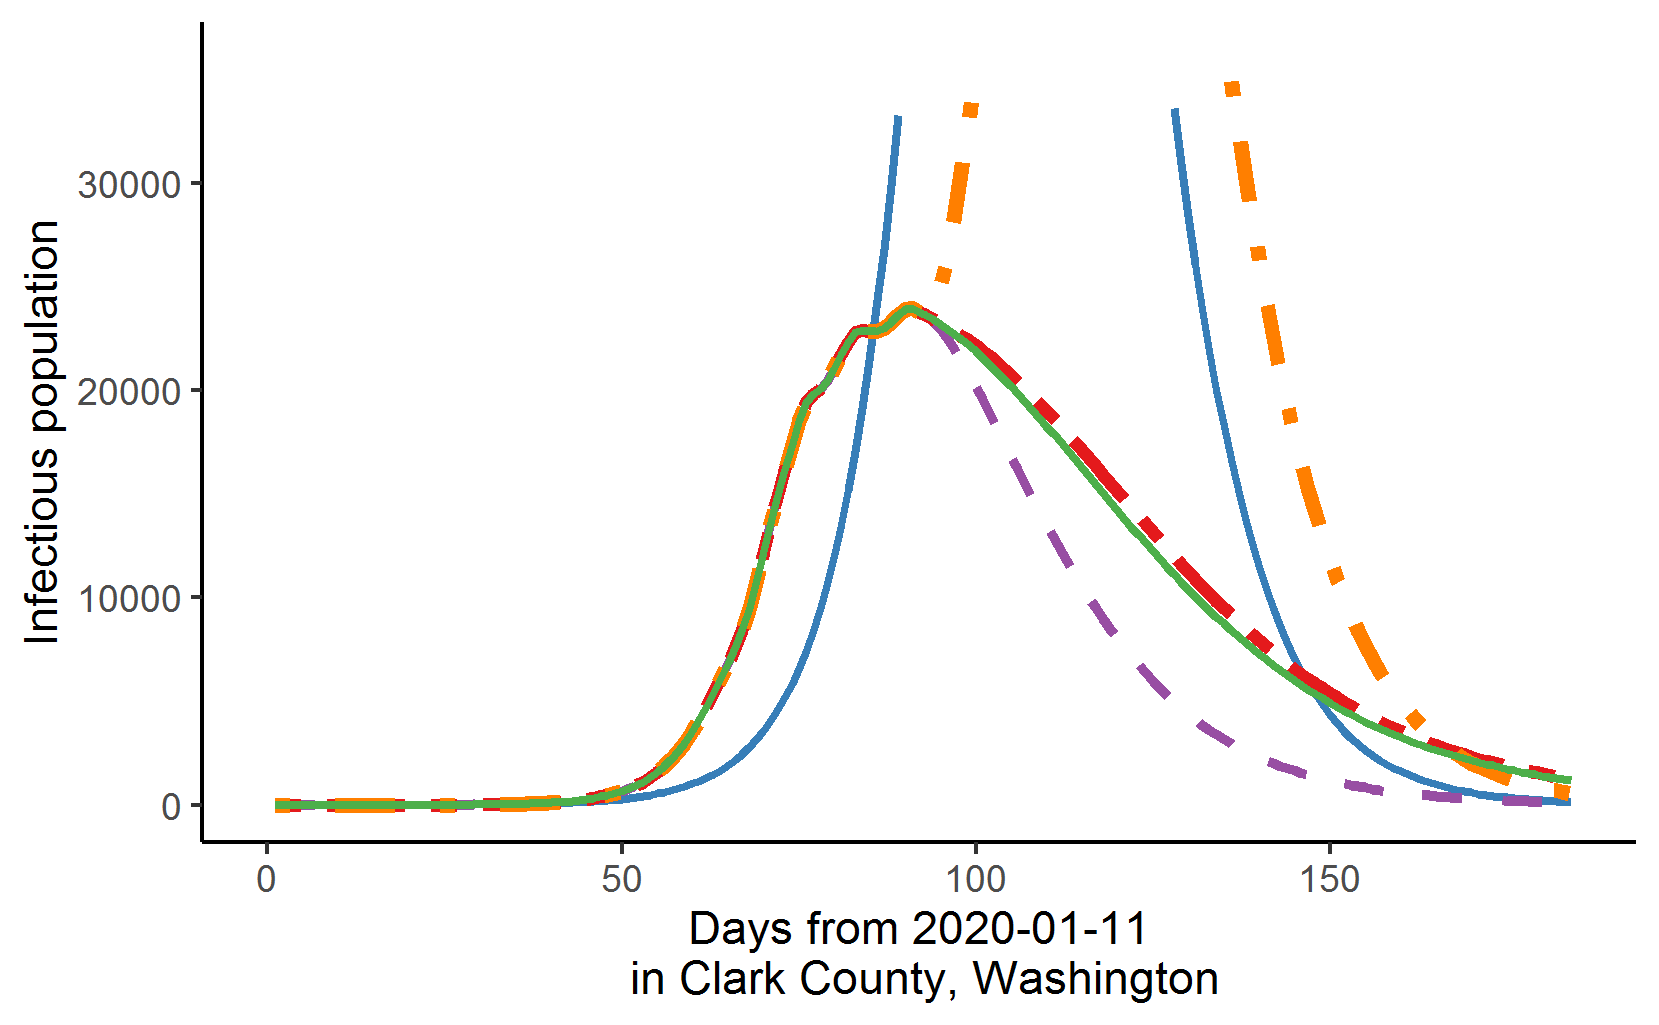 Infectious population
30000
20000
10000
0
0 50 100 150
Days from 2020-01-11
in Clark County, Washington